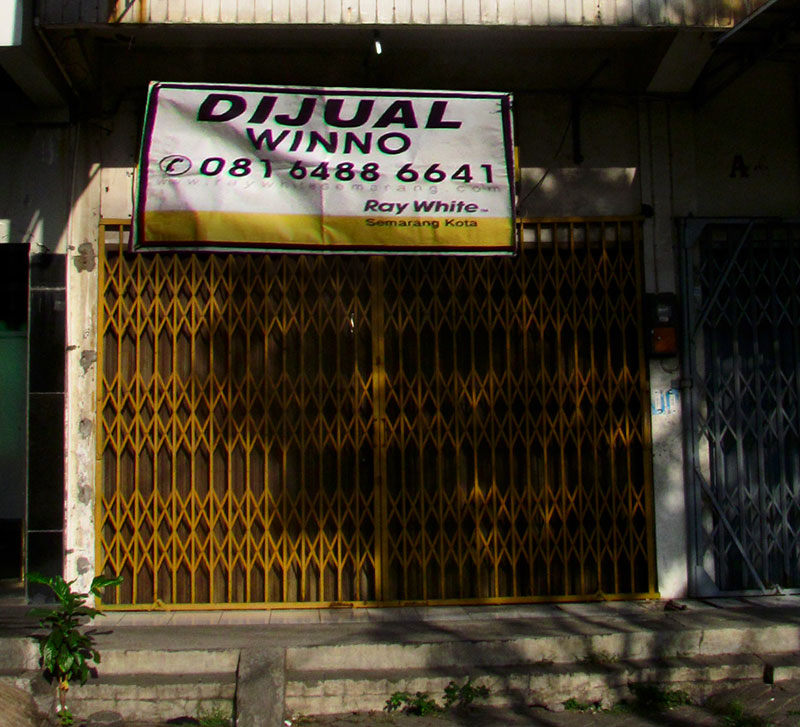 DIJUAL
WINNO
081 6488 6641
www.raywhitesemarang.com
Ray White
Semarang Kota
A